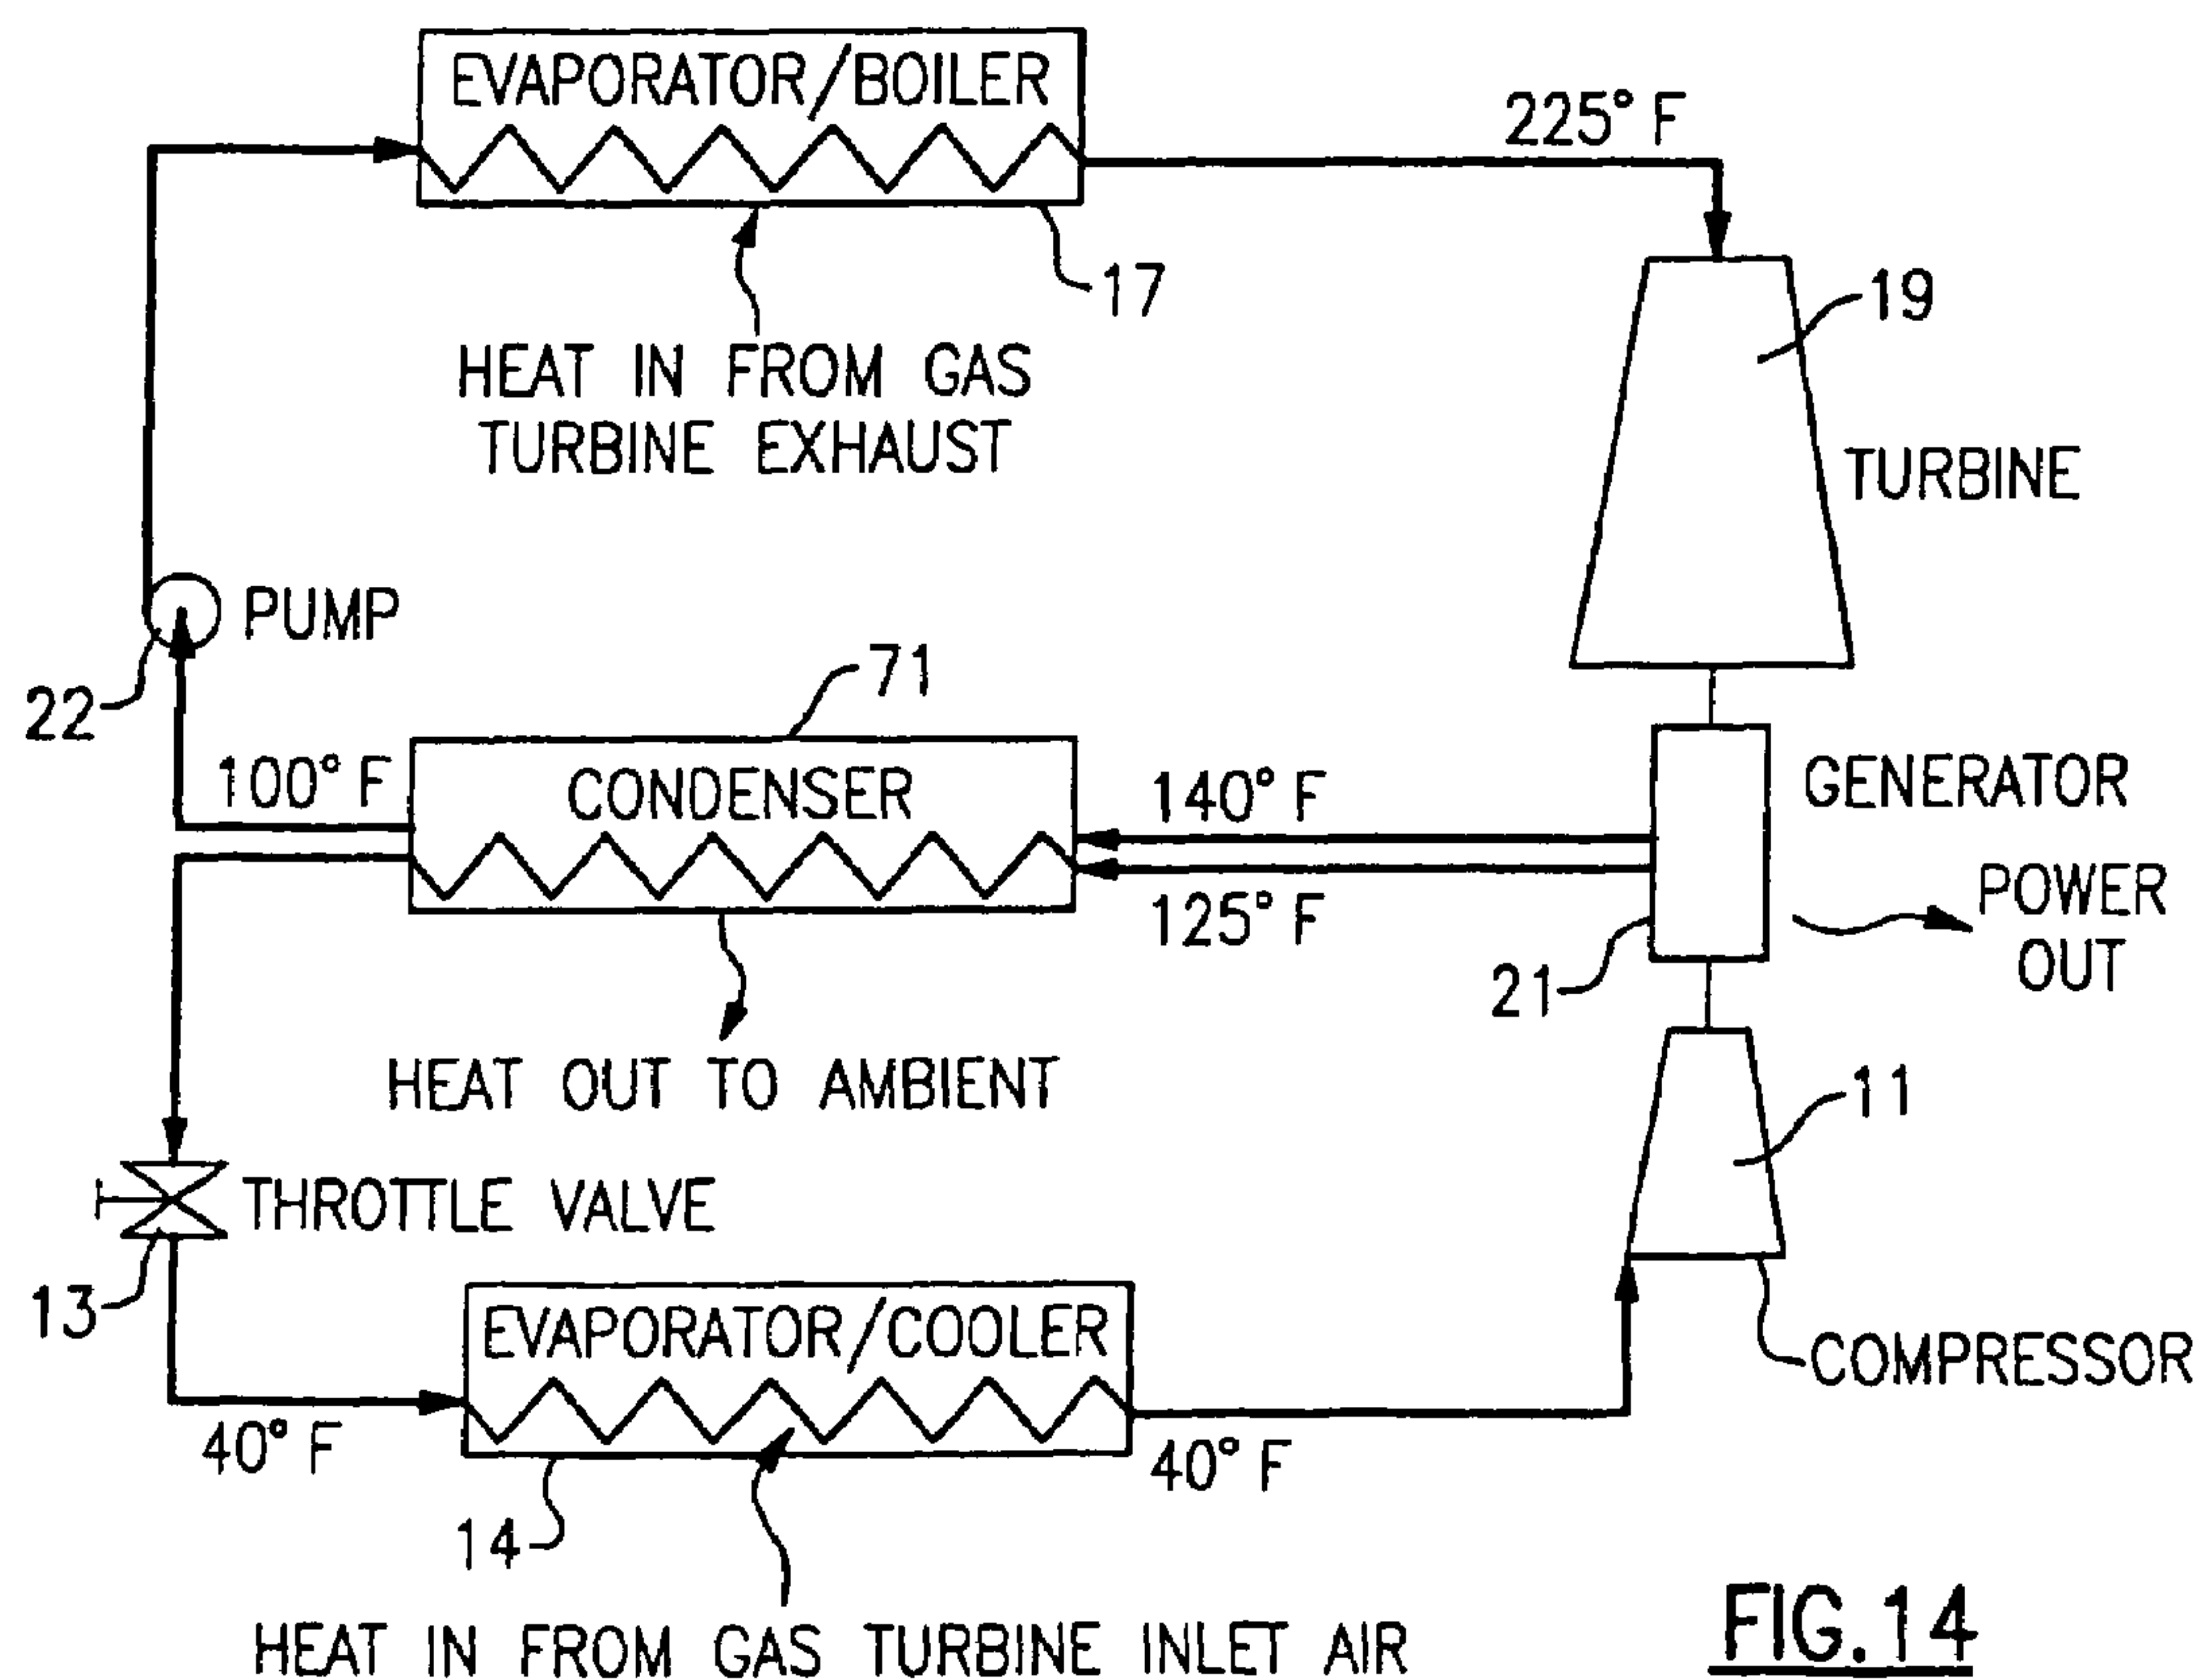 EVAPORATOR/BOILER
225° F
17
19
HEAT IN FROM GAS
TURBINE EXHAUST
TURBINE
PUMP
22
71
100° F
CONDENSER
140° F
GENERATOR
125° F
POWER
OUT
21
HEAT OUT TO AMBIENT
11
THROTTLE VALVE
13
EVAPORATOR/COOLER
COMPRESSOR
40° F
40° F
14
HEAT IN FROM GAS TURBINE INLET AIR
FIG.14